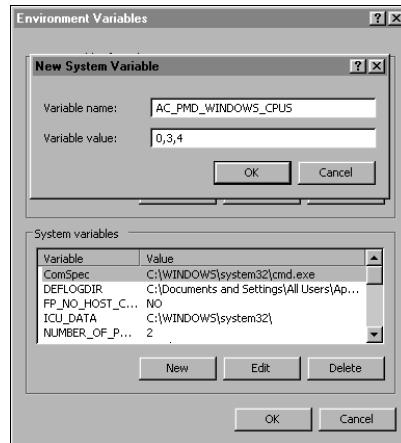 Environment Variables
New System Variable
Variable name:
AC_PMD_WINDOWS_CPUS
Variable value:
0,3,4
OK
Cancel
System variables
Variable
Value
ComSpec
C:\WINDOWS\system32\cmd.exe
DEFLOGDIR
C:\Documents and Settings\All Users\Ap...
FP_NO_HOST_C...
NO
ICU_DATA
C:\WINDOWS\system32\
NUMBER_OF_P...
2
New
Edit
Delete
OK
Cancel